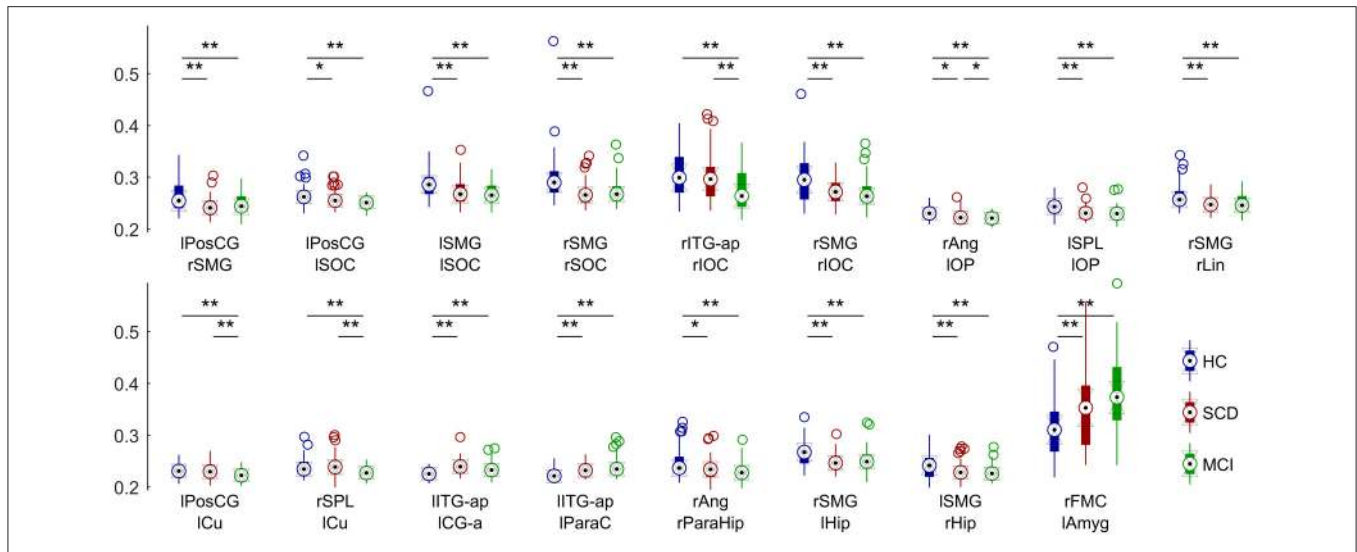 ** ** ** ** ** ** ** ** **
0.5 ** * ** ** ** ** * * ** **
0.4
0.3
0.2
lPosCG lPosCG lSMG rSMG rITG-ap rSMG rAng lSPL rSMG
rSMG lSOC lSOC rSOC rIOC rIOC lOP lOP rLin
** ** ** ** ** ** ** **
0.5 ** ** ** ** * ** ** **
HC
0.4
SCD
0.3
MCI
0.2
lPosCG rSPL lITG-ap lITG-ap rAng rSMG lSMG rFMC
lCu lCu lCG-a lParaC rParaHip lHip rHip lAmyg